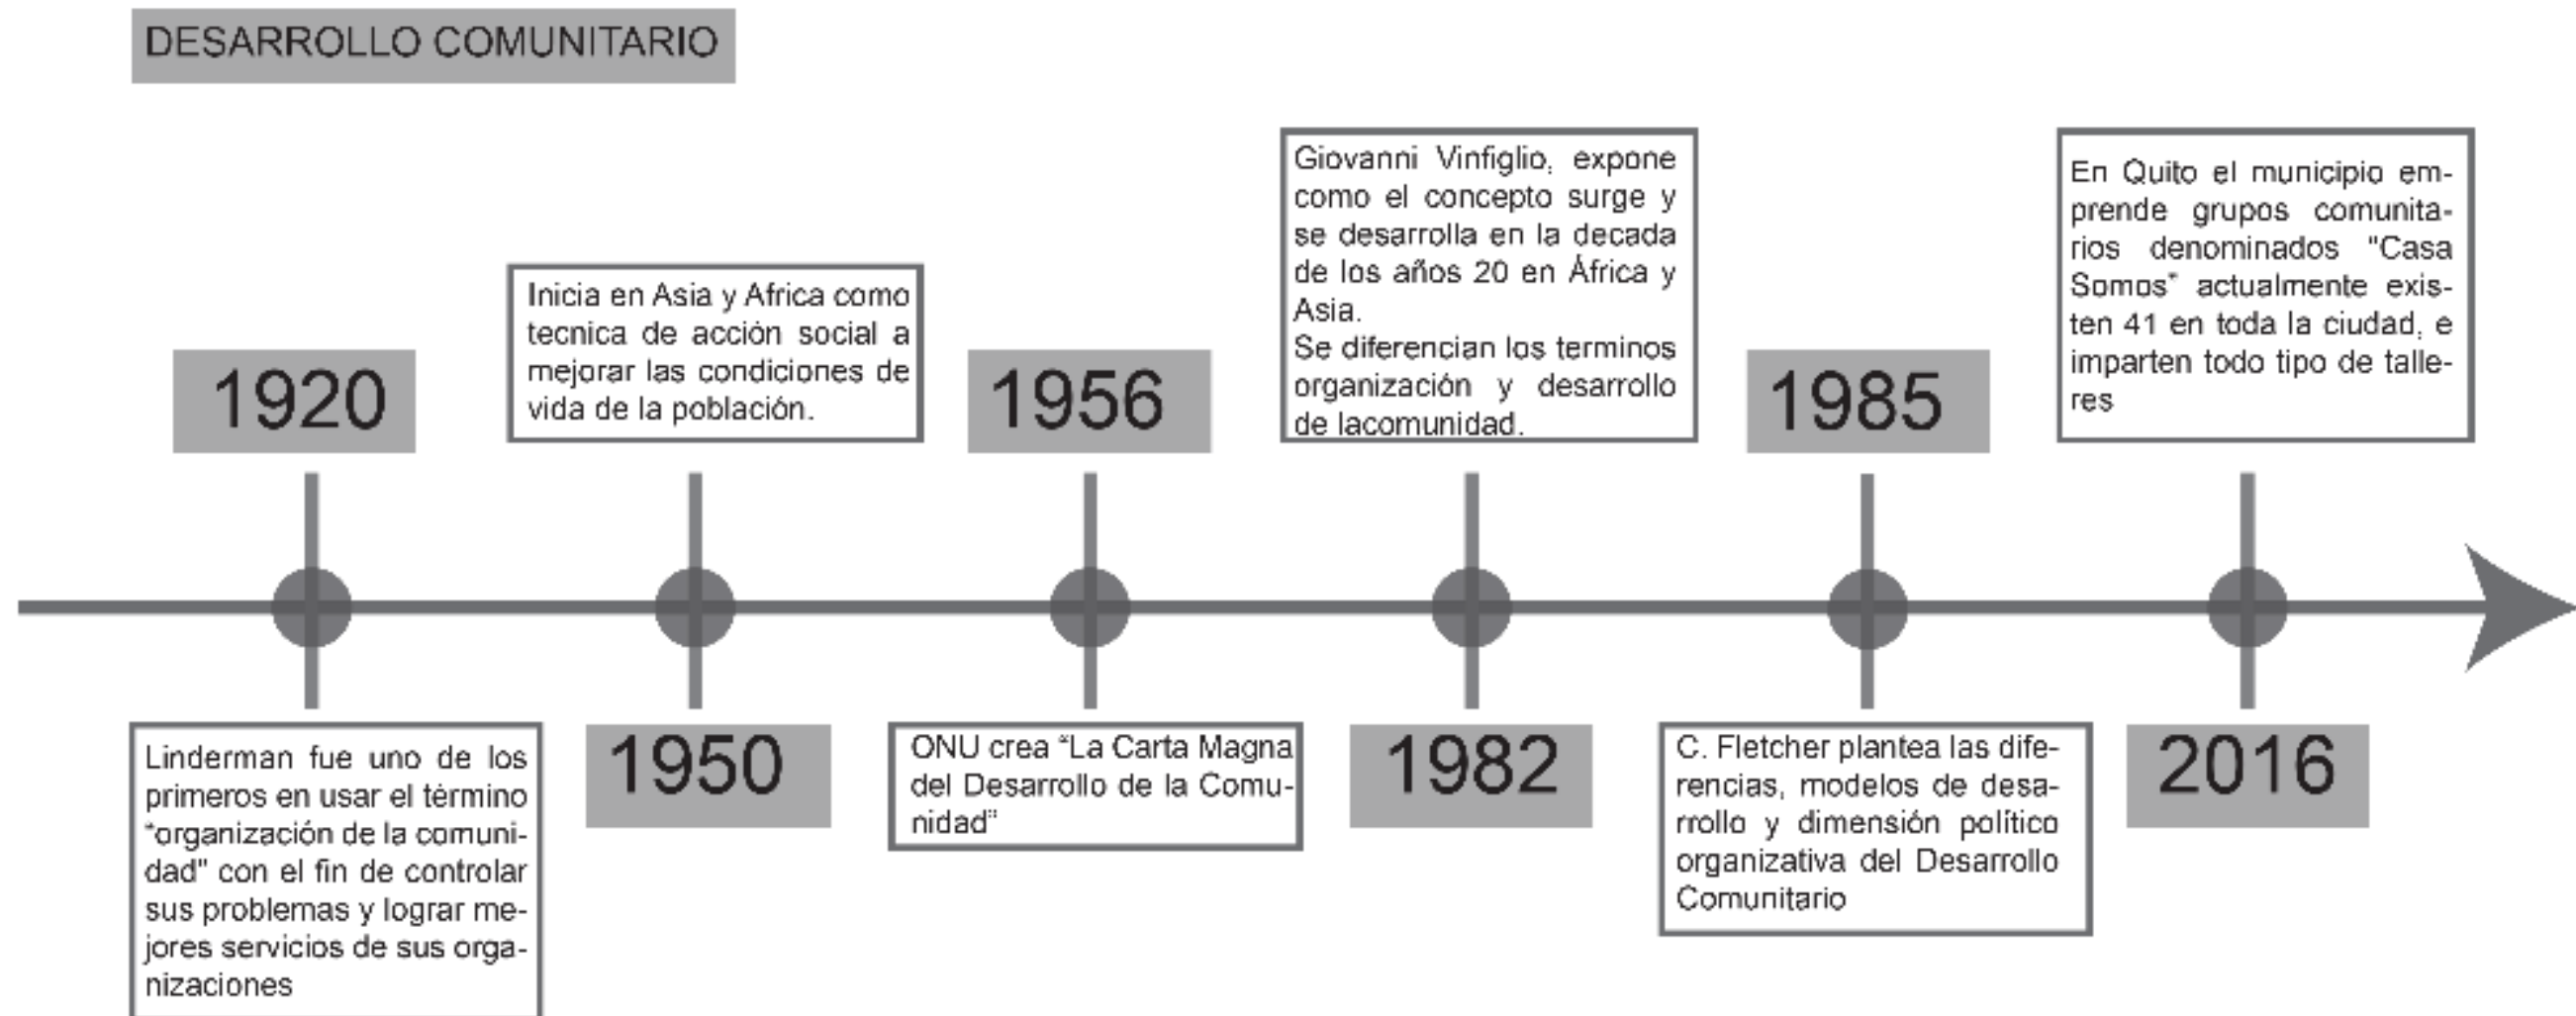 DESARROLLO COMUNITARIO
1920
Linderman fue uno de los
primeros en usar el término
"organización de la comuni-
dad" con el fin de controlar
sus problemas y lograr me-
jores servicios de sus orga-
nizaciones
Inicia en Asia y Africa como
tecnica de acción social a
mejorar las condiciones de
vida de la población.
1950
1956
ONU crea "La Carta Magna
del Desarrollo de la Comu-
nidad"
Giovanni Vinfiglio, expone
como el concepto surge y
se desarrolla en la decada
de los años 20 en África y
Asia.
Se diferencian los terminos
organización y desarrollo
de lacomunidad.
1982
1985
C. Fletcher plantea las dife-
rencias, modelos de desa-
rrollo y dimensión político
organizativa del Desarrollo
Comunitario
En Quito el municipio em-
prende grupos comunita-
rios denominados "Casa
Somos" actualmente exis-
ten 41 en toda la ciudad, e
imparten todo tipo de talle-
res
2016